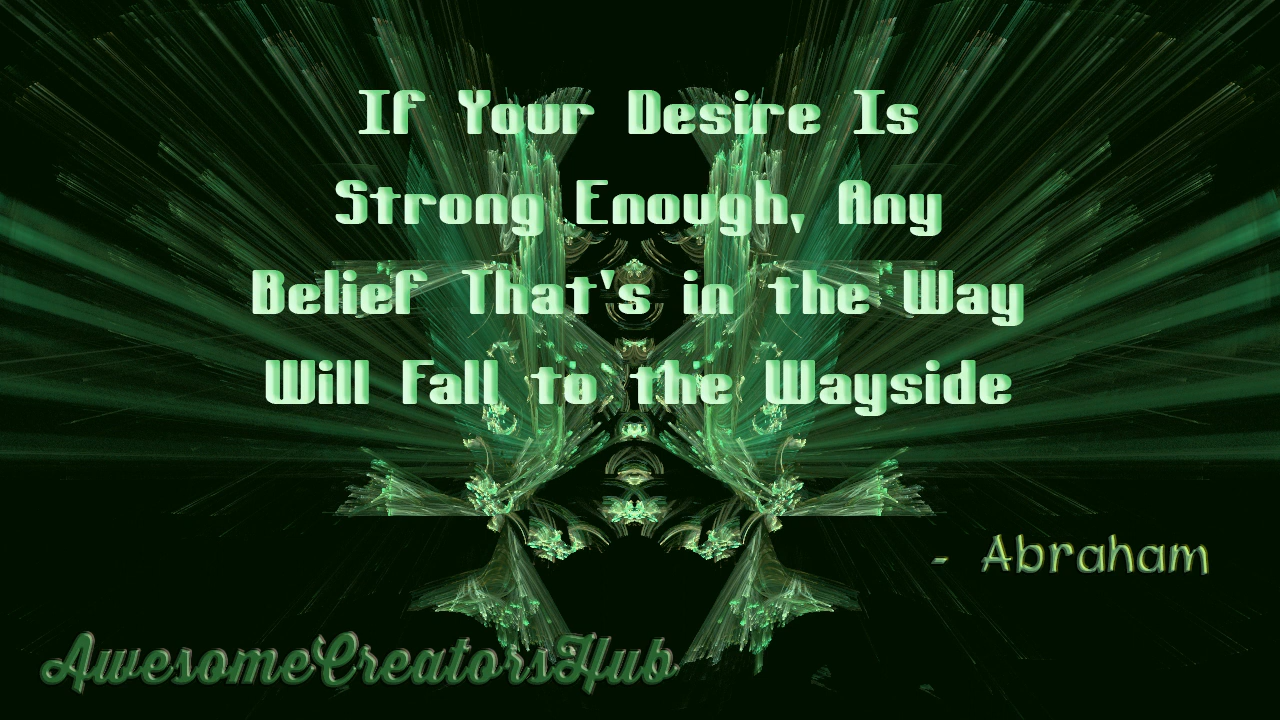 If Your Desire Is
Strong Enough, Any
Belief That's in the Way
Will Fall to the Wayside
- Abraham
AwesomeCreatorsHub